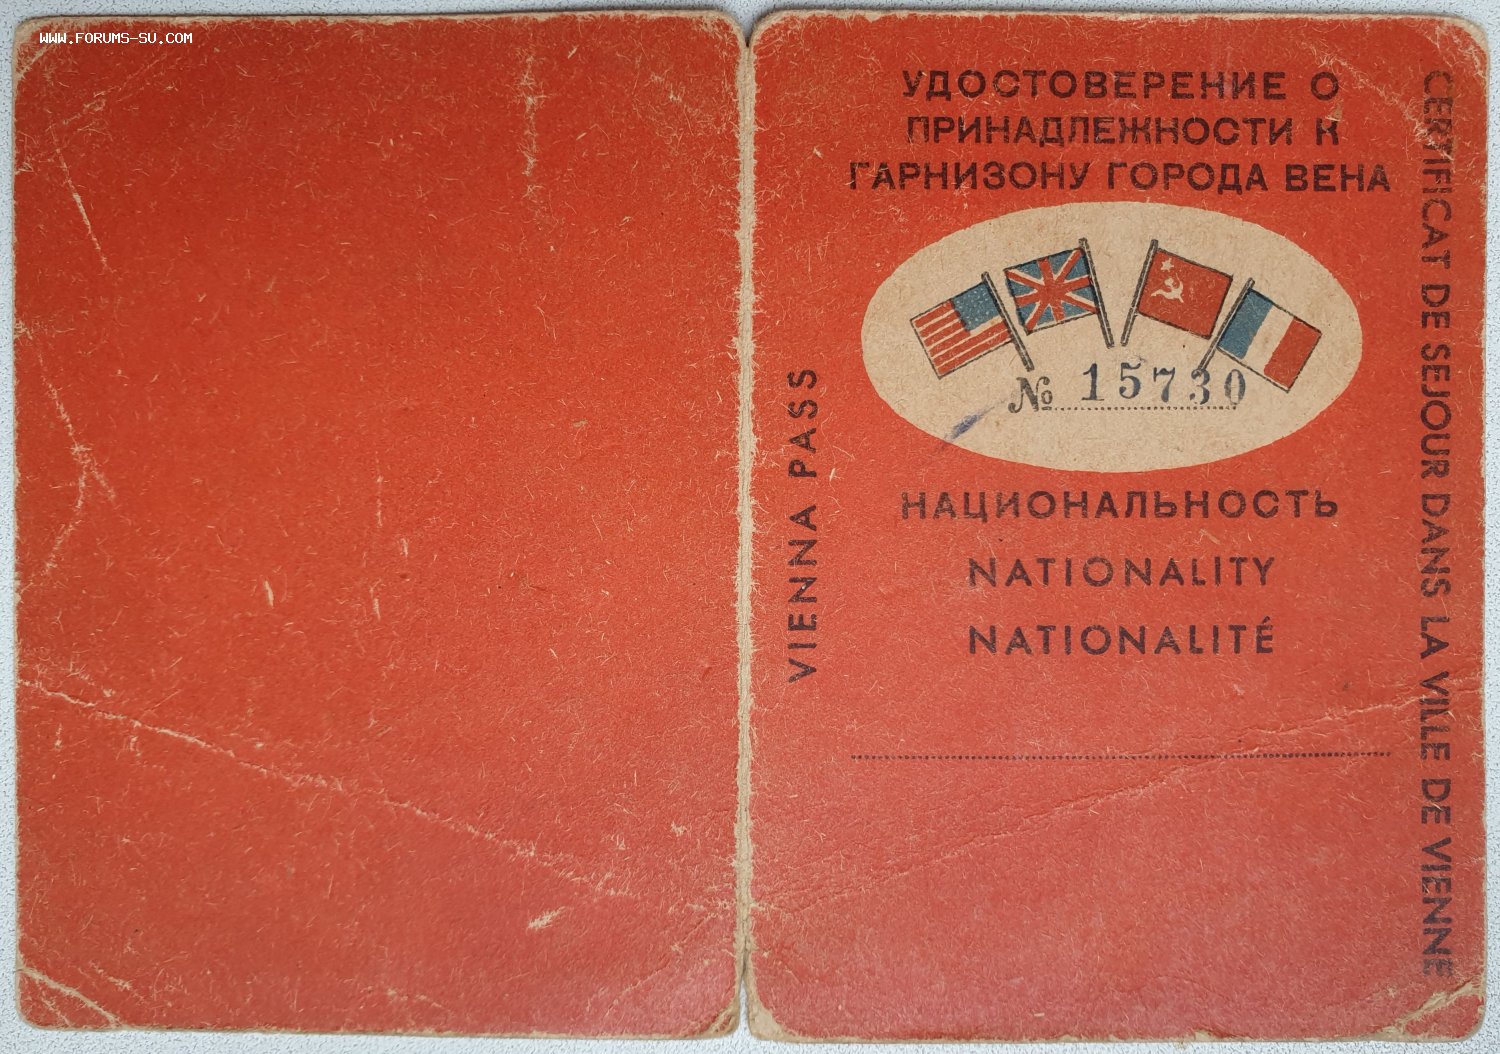 WWW.FORUMS-SU.COM
УДОСТОВЕРЕНИЕ О
ПРИНАДЛЕЖНОСТИ К
ГАРНИЗОНУ ГОРОДА ВЕНА
№ 15730
НАЦИОНАЛЬНОСТЬ
NATIONALITY
NATIONALITÉ
VIENNA PASS
CERTIFICAT DE SEJOUR DANS LA VILLE DE VIENNE